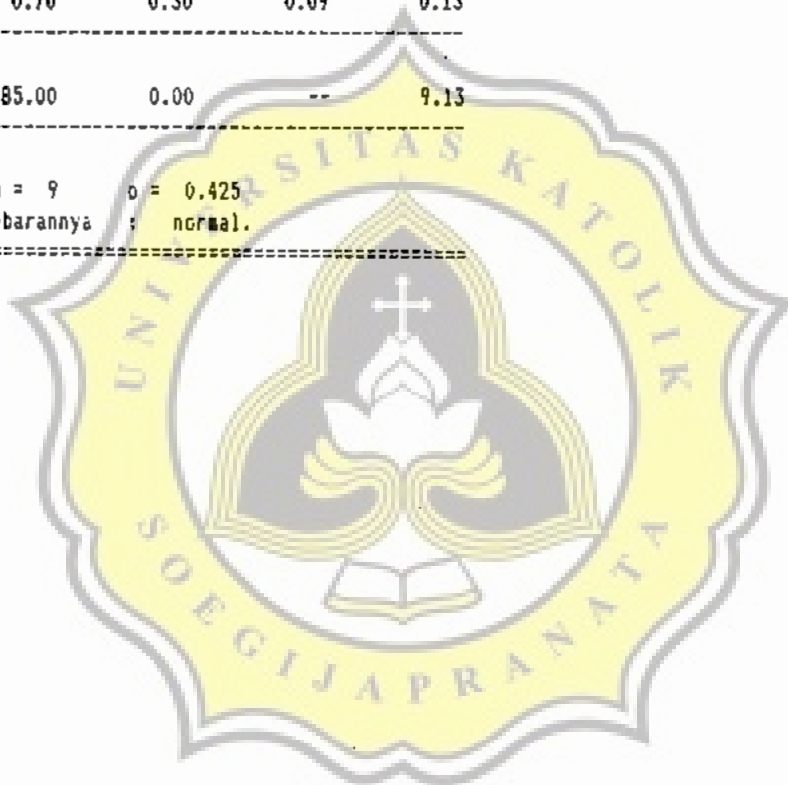 0.70 0.30 0.09 0.13
85.00 0.00 -- 9.13
= 9 p = 0.425
barannya : normal.
UNIVERSITAS KATOLIK
SOEGIJAPRANATA